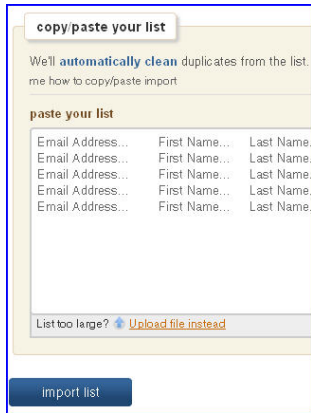 copy/paste your list
We'll automatically clean duplicates from the list.
me how to copy/paste import
paste your list
Email Address... First Name... Last Name.
Email Address... First Name... Last Name.
Email Address... First Name... Last Name.
Email Address... First Name... Last Name.
Email Address... First Name... Last Name.
List too large? Upload file instead
import list